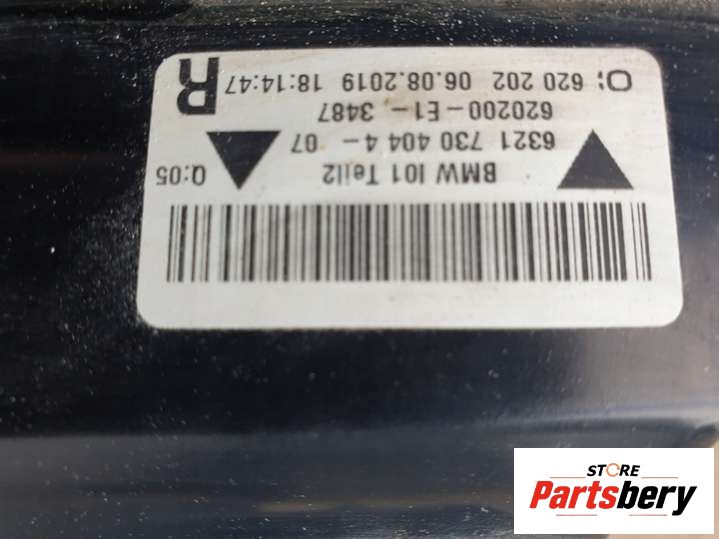 BMW I01 Teil2
Q:05
6321 730 404 4 - 07
620200-E1- 3487
O: 620 202 06.08.2019 18:14:47
R
STORE
Partsbery